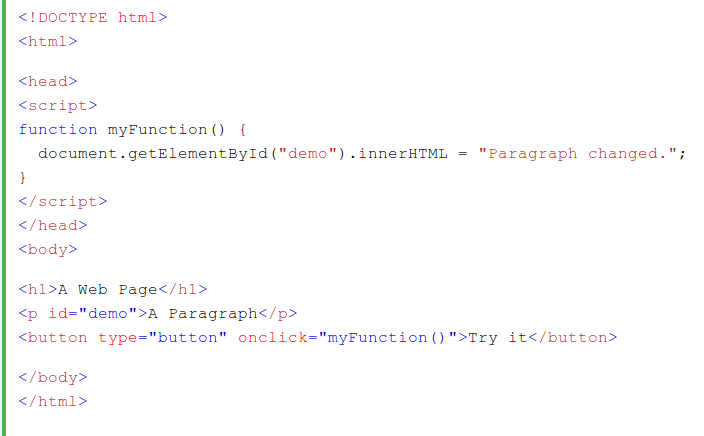 <!DOCTYPE html>
<html>
<head>
<script>
function myFunction() {
  document.getElementById("demo").innerHTML = "Paragraph changed.";
}
</script>
</head>
<body>
<h1>A Web Page</h1>
<p id="demo">A Paragraph</p>
<button type="button" onclick="myFunction()">Try it</button>
</body>
</html>